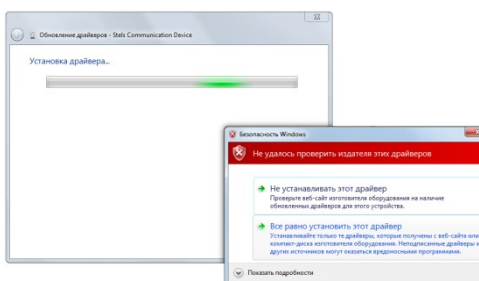 Обновление драйверов - Stels Communication Device
Установка драйвера...
Безопасность Windows
Не удалось проверить издателя этих драйверов
Не устанавливать этот драйвер
Проверьте веб-сайт изготовителя оборудования на наличие
обновленных драйверов для этого устройства.
Все равно установить этот драйвер
Устанавливайте только те драйверы, которые получены с веб-сайта или
компакт-диска изготовителя оборудования. Неподписанные драйверы и
других источников могут оказаться вредоносными программами.
Показать подробности